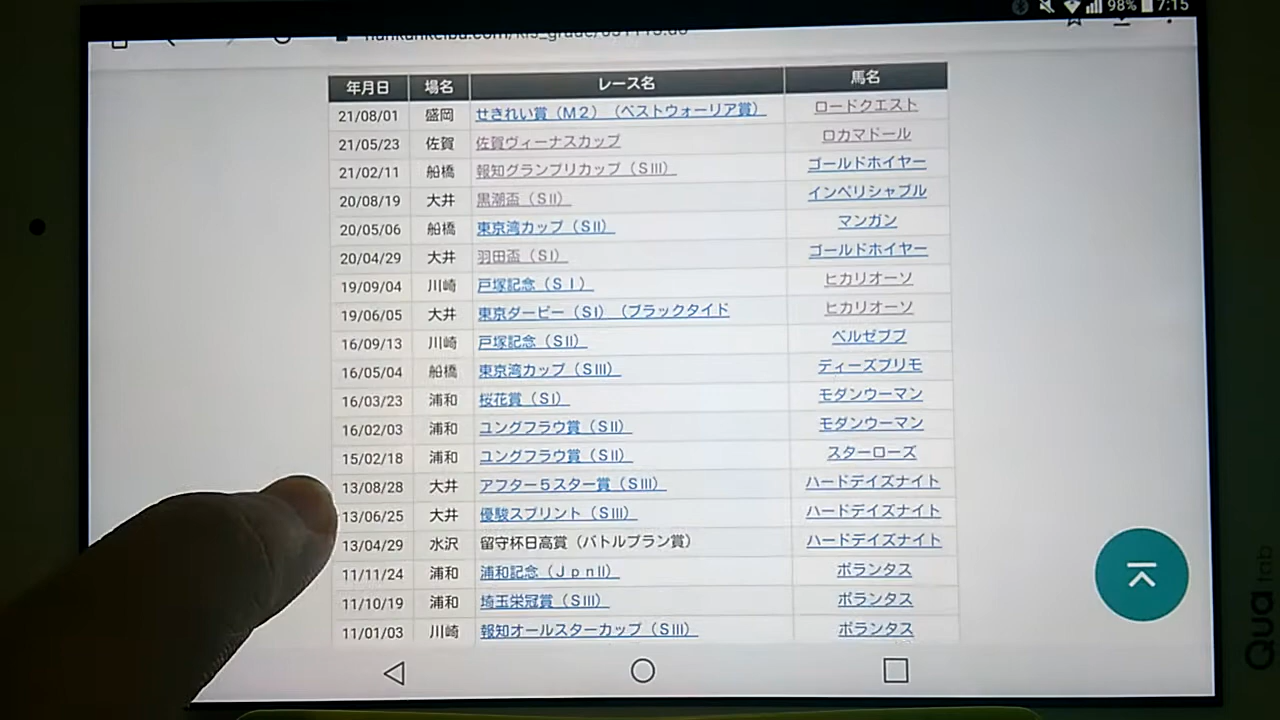 98% 7:15
年月日 場名 レース名 馬名
21/08/01 盛岡 せきれい賞（Ｍ２）（ベストウォーリア賞） ロードクエスト
21/05/23 佐賀 佐賀ヴィーナスカップ ロカマドール
21/02/11 船橋 報知グランプリカップ（ＳIII） ゴールドホイヤー
20/08/19 大井 黒潮盃（ＳII） インペリシャブル
20/05/06 船橋 東京湾カップ（ＳII） マンガン
20/04/29 大井 羽田盃（ＳI） ゴールドホイヤー
19/09/04 川崎 戸塚記念（ＳⅠ） ヒカリオーソ
19/06/05 大井 東京ダービー（ＳI）（ブラックタイド ヒカリオーソ
16/09/13 川崎 戸塚記念（ＳII） ベルゼブブ
16/05/04 船橋 東京湾カップ（ＳIII） ディーズプリモ
16/03/23 浦和 桜花賞（ＳI） モダンウーマン
16/02/03 浦和 ユングフラウ賞（ＳII） モダンウーマン
15/02/18 浦和 ユングフラウ賞（ＳII） スターローズ
13/08/28 大井 アフター５スター賞（ＳIII） ハードデイズナイト
13/06/25 大井 優駿スプリント（ＳIII） ハードデイズナイト
13/04/29 水沢 留守杯日高賞（バトルプラン賞） ハードデイズナイト
11/11/24 浦和 浦和記念（ＪｐｎII） ボランタス
11/10/19 浦和 埼玉栄冠賞（ＳIII） ボランタス
11/01/03 川崎 報知オールスターカップ（ＳIII） ボランタス
Qua tab